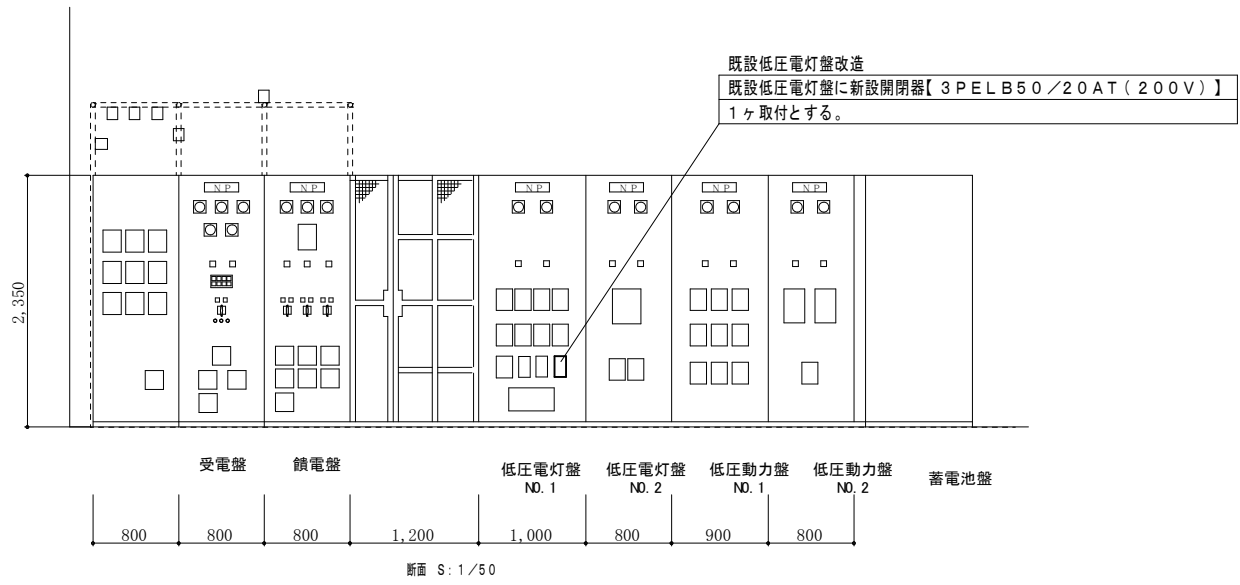 既設低圧電灯盤改造
既設低圧電灯盤に新設開閉器【3PELB50/20AT(200V)】
1ヶ取付とする。
NP NP NP NP NP NP
2,350
受電盤 饋電盤 低圧電灯盤 低圧電灯盤 低圧動力盤 低圧動力盤 蓄電池盤
NO.1 NO.2 NO.1 NO.2
800 800 800 1,200 1,000 800 900 800
断面 S:1/50